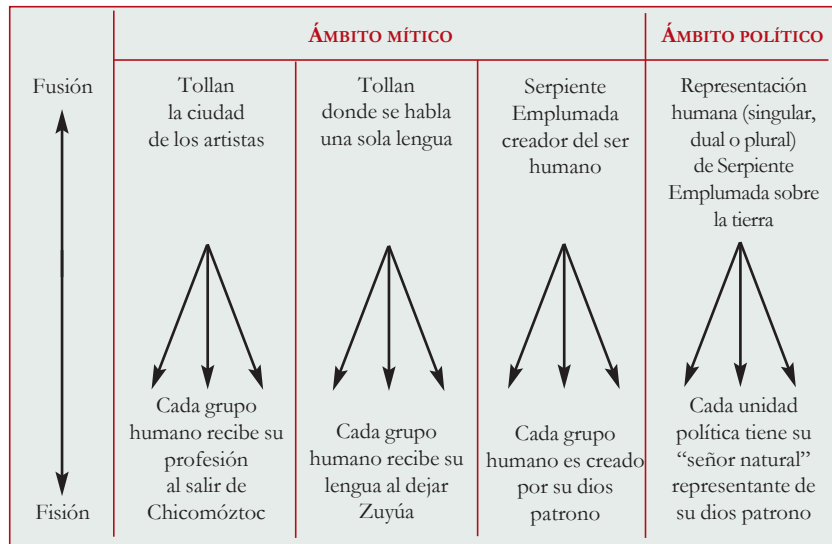 ÁMBITO MÍTICO
ÁMBITO POLÍTICO
Fusión
Tollan
la ciudad
de los artistas
Tollan
donde se habla
una sola lengua
Serpiente
Emplumada
creador del ser
humano
Representación
humana (singular,
dual o plural)
de Serpiente
Emplumada sobre
la tierra
Fisión
Cada grupo
humano recibe su
profesión
al salir de
Chicomóztoc
Cada grupo
humano recibe su
lengua al dejar
Zuyúa
Cada grupo
humano es creado
por su dios
patrono
Cada unidad
política tiene su
“señor natural”
representante de
su dios patrono